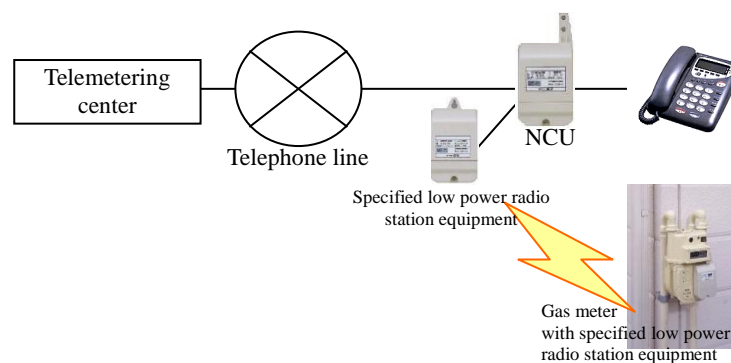 Telemetering
center
Telephone line
NCU
Specified low power radio
station equipment
Gas meter
with specified low power
radio station equipment